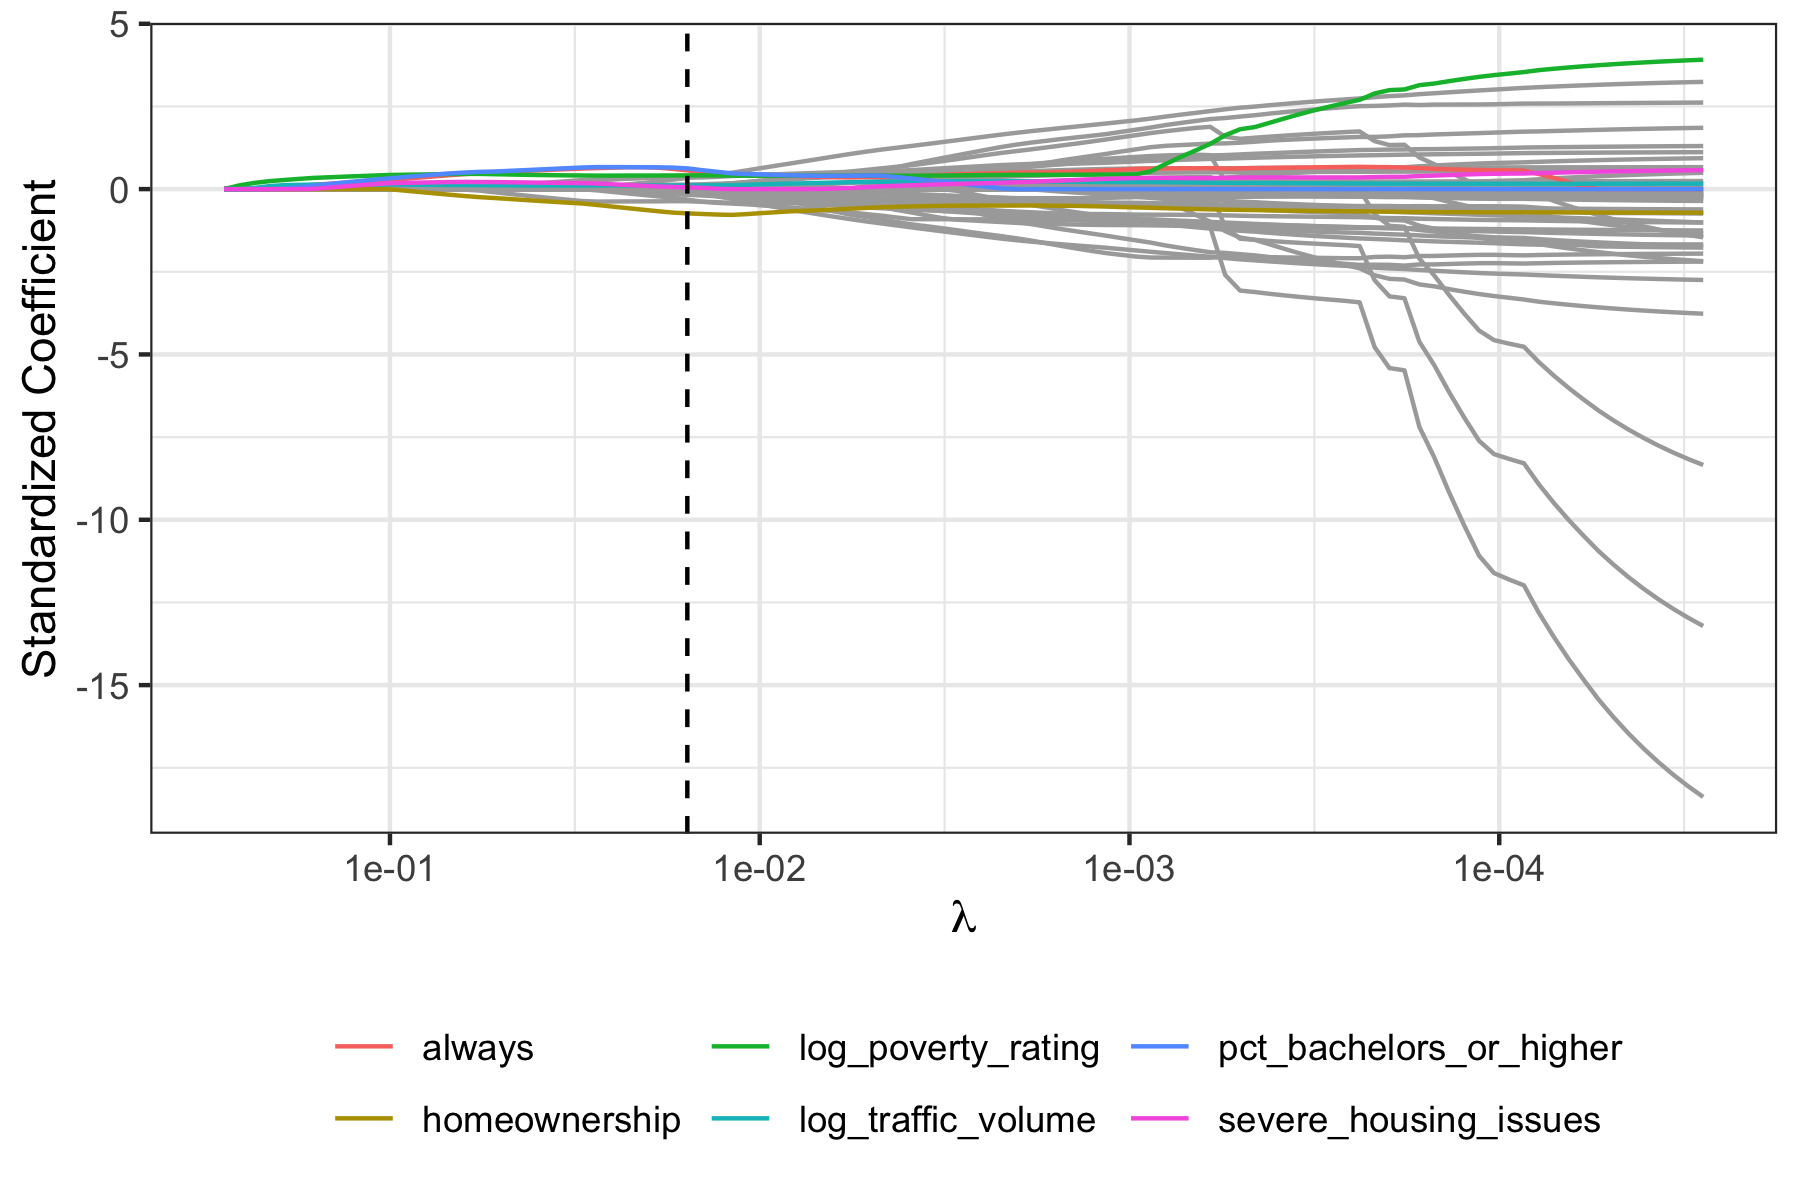 5
0
-5
-10
-15
Standardized Coefficient
1e-01 1e-02 1e-03 1e-04
λ
always log_poverty_rating pct_bachelors_or_higher
homeownership log_traffic_volume severe_housing_issues